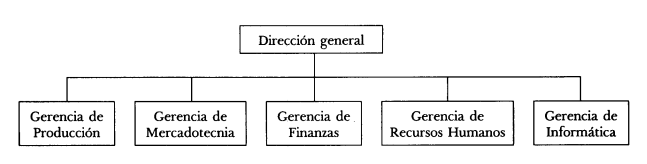 Dirección general
Gerencia de
Producción
Gerencia de
Mercadotecnia
Gerencia de
Finanzas
Gerencia de
Recursos Humanos
Gerencia de
Informática